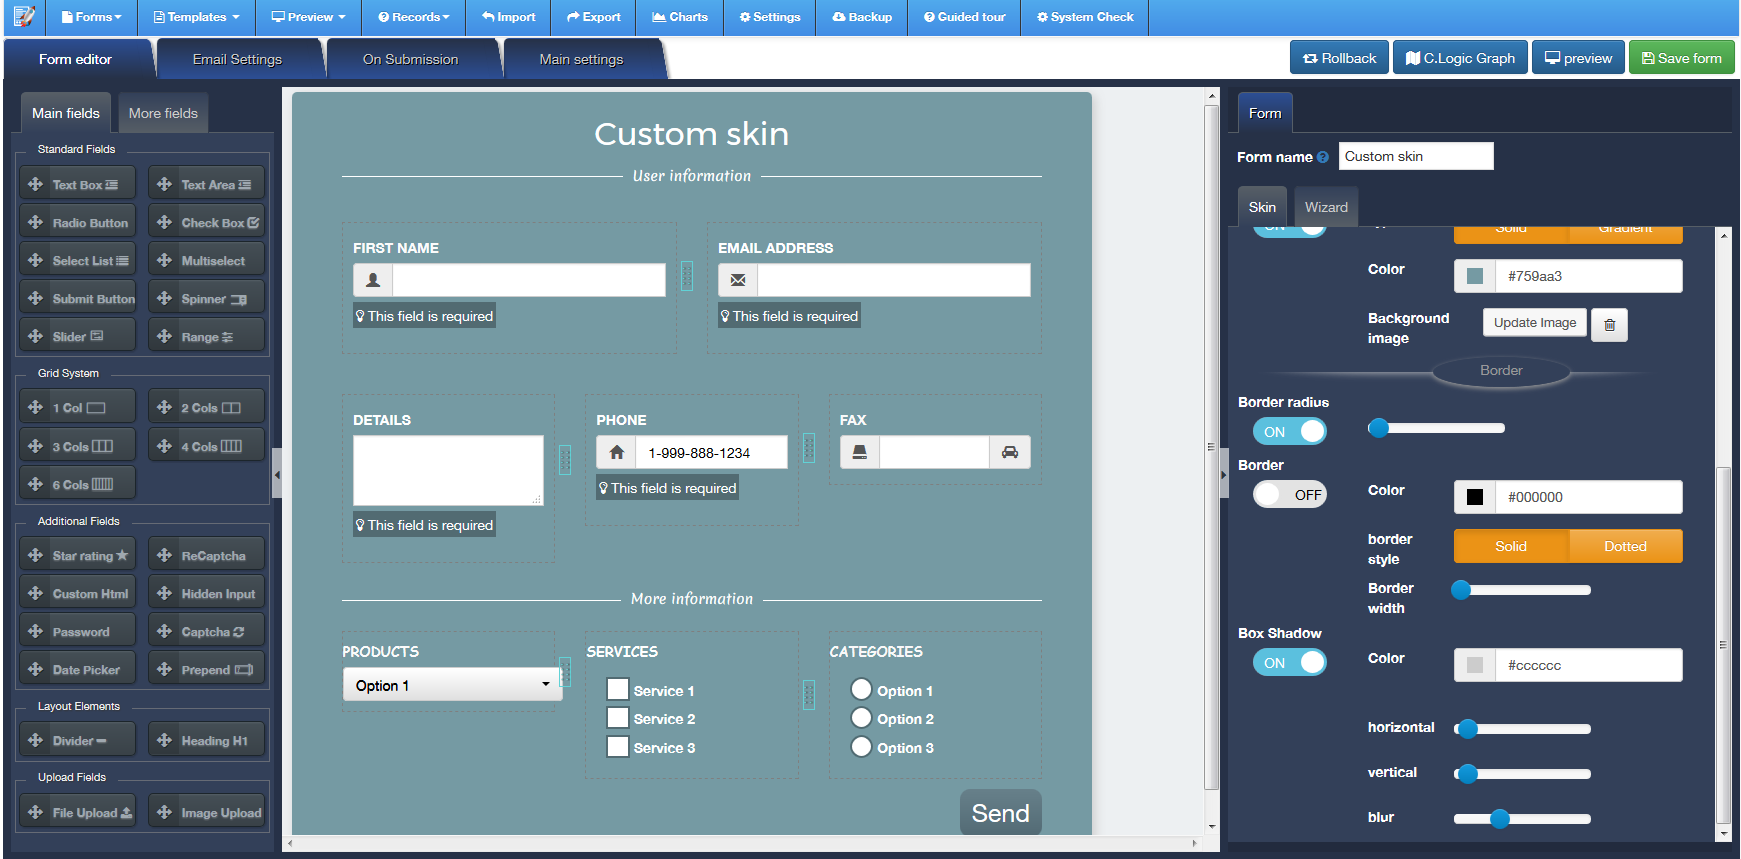 Forms
Templates
Preview
Records
Import
Export
Charts
Settings
Backup
Guided tour
System Check
Form editor
Email Settings
On Submission
Main settings
Rollback
C.Logic Graph
preview
Save form
Main fields
More fields
Standard Fields
Text Box
Text Area
Radio Button
Check Box
Select List
Multiselect
Submit Button
Spinner
Slider
Range
Grid System
1 Col
2 Cols
3 Cols
4 Cols
6 Cols
Additional Fields
Star rating
ReCaptcha
Custom Html
Hidden Input
Password
Captcha
Date Picker
Prepend
Layout Elements
Divider
Heading H1
Upload Fields
File Upload
Image Upload
Custom skin
User information
FIRST NAME
EMAIL ADDRESS
This field is required
This field is required
DETAILS
PHONE
FAX
1-999-888-1234
This field is required
This field is required
More information
PRODUCTS
SERVICES
CATEGORIES
Option 1
Service 1
Service 2
Service 3
Option 1
Option 2
Option 3
Send
Form
Form name
Custom skin
Skin
Wizard
ON
Solid
Gradient
Color
#759aa3
Background
image
Update Image
Border
Border radius
ON
Border
OFF
Color
#000000
border
style
Solid
Dotted
Border
width
Box Shadow
ON
Color
#cccccc
horizontal
vertical
blur